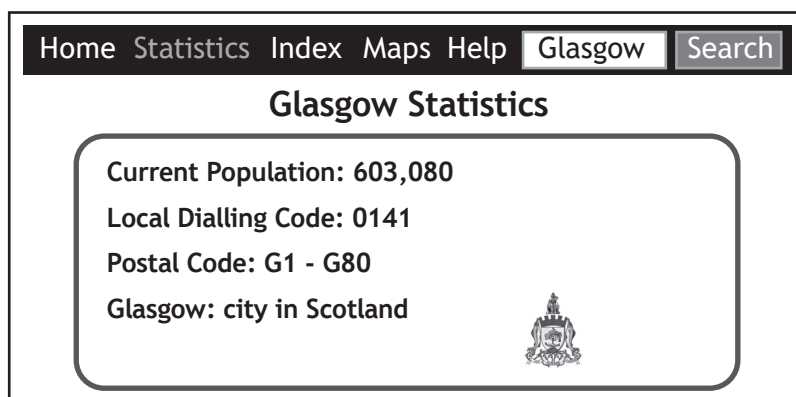 Home Statistics Index Maps Help Glasgow Search
Glasgow Statistics
Current Population: 603,080
Local Dialling Code: 0141
Postal Code: G1 - G80
Glasgow: city in Scotland